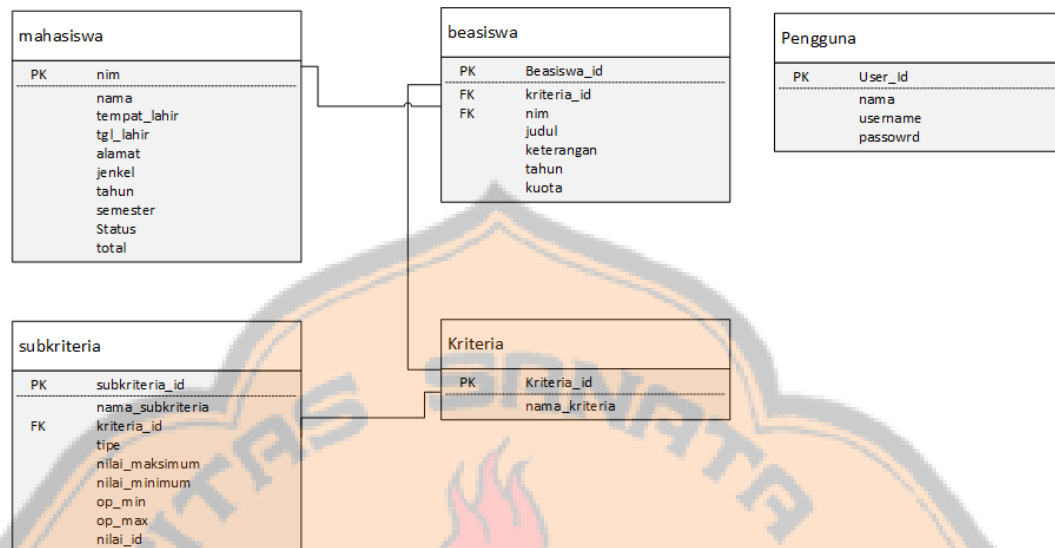 mahasiswa
PK nim
nama
tempat_lahir
tgl_lahir
alamat
jenkel
tahun
semester
Status
total
beasiswa
PK Beasiswa_id
FK kriteria_id
FK nim
judul
keterangan
tahun
kuota
Pengguna
PK User_Id
nama
username
passowrd
subkriteria
PK subkriteria_id
nama_subkriteria
FK kriteria_id
tipe
nilai_maksimum
nilai_minimum
op_min
op_max
nilai_id
Kriteria
PK Kriteria_id
nama_kriteria
ITAS SANATA